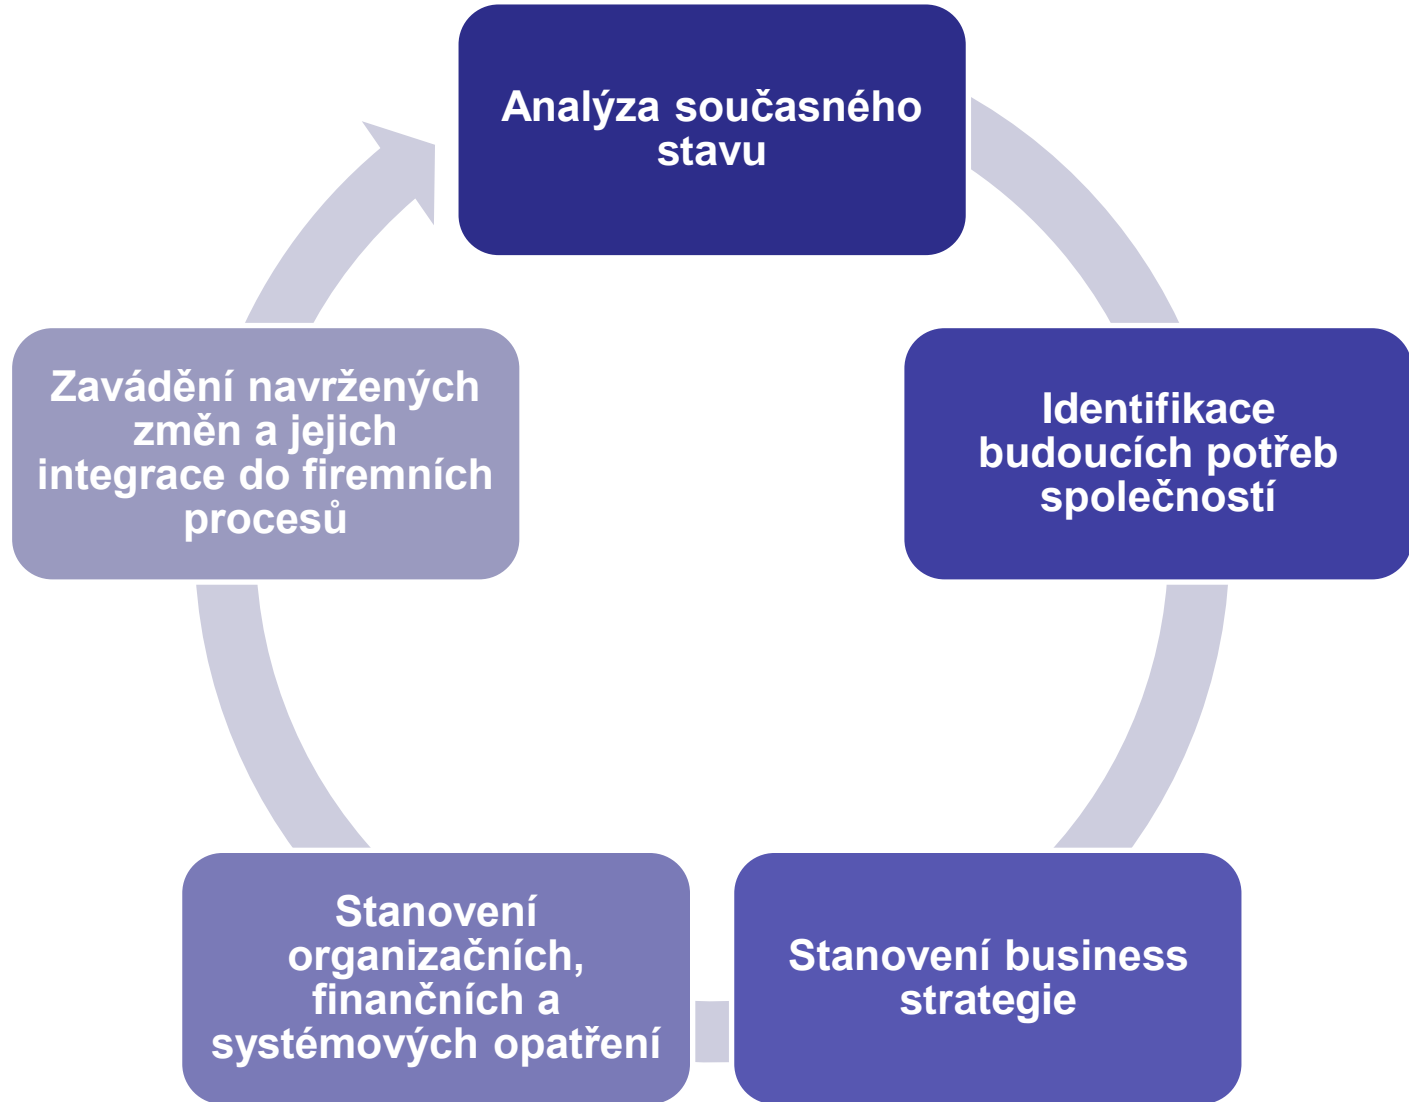 Analýza současného
stavu
Identifikace
budoucích potřeb
společností
Stanovení business
strategie
Stanovení
organizačních,
finančních a
systémových opatření
Zavádění navržených
změn a jejich
integrace do firemních
procesů